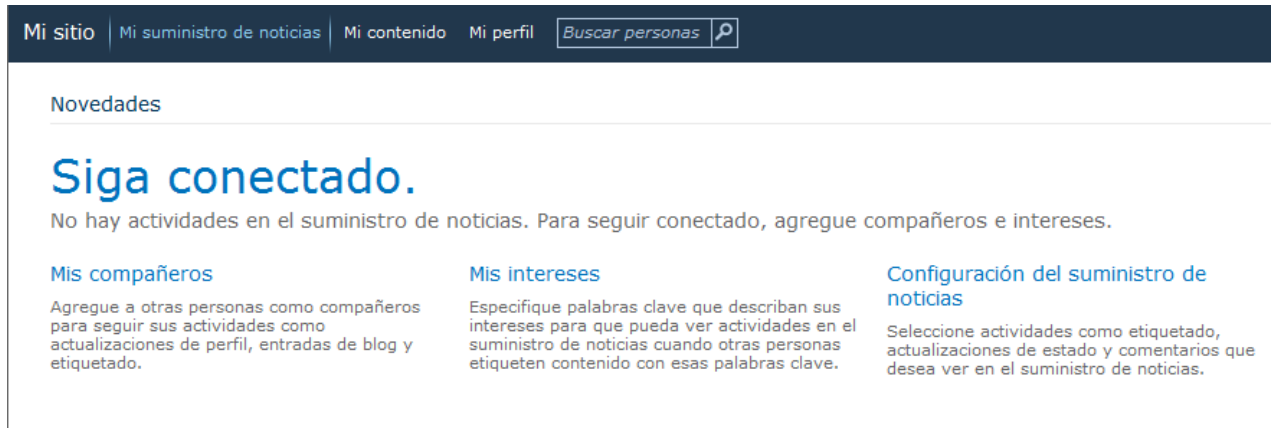 Mi sitio Mi suministro de noticias Mi contenido Mi perfil Buscar personas
Novedades
Siga conectado.
No hay actividades en el suministro de noticias. Para seguir conectado, agregue compañeros e intereses.
Mis compañeros
Agregue a otras personas como compañeros
para seguir sus actividades como
actualizaciones de perfil, entradas de blog y
etiquetado.
Mis intereses
Especifique palabras clave que describan sus
intereses para que pueda ver actividades en el
suministro de noticias cuando otras personas
etiqueten contenido con esas palabras clave.
Configuración del suministro de
noticias
Seleccione actividades como etiquetado,
actualizaciones de estado y comentarios que
desea ver en el suministro de noticias.